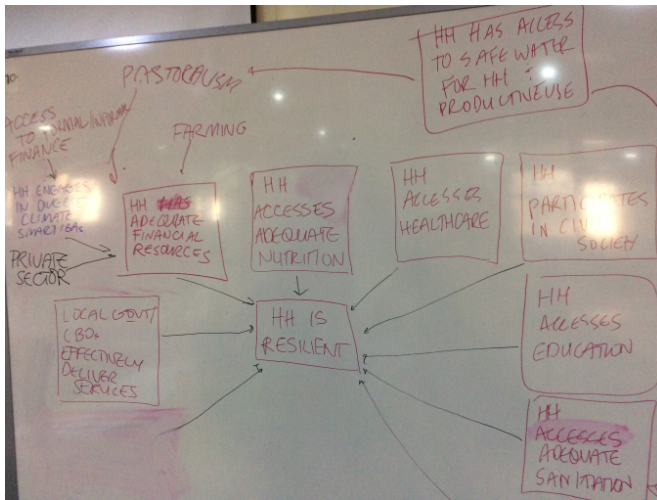 HH HAS ACCESS
TO SAFE WATER
FOR HH +
PRODUCTIVE USE
PASTORALISM
ACCESS
TO FORMAL/INFORMAL
FINANCE
FARMING
HH ENGAGES
IN DIVERSE
CLIMATE
SMART IGAs
PRIVATE
SECTOR
HH HAS
ADEQUATE
FINANCIAL
RESOURCES
HH
ACCESSES
ADEQUATE
NUTRITION
HH
ACCESSES
HEALTHCARE
HH
PARTICIPATES
IN CIVIL
SOCIETY
LOCAL GOVT/
CBOs
EFFECTIVELY
DELIVER
SERVICES
HH IS
RESILIENT
HH
ACCESSES
EDUCATION
HH
ACCESSES
ADEQUATE
SANITATION